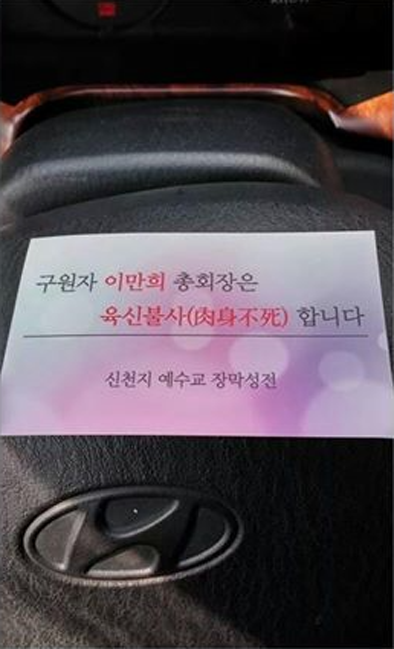 구원자 이만희 총회장은
육신불사(肉身不死) 합니다
신천지 예수교 장막성전